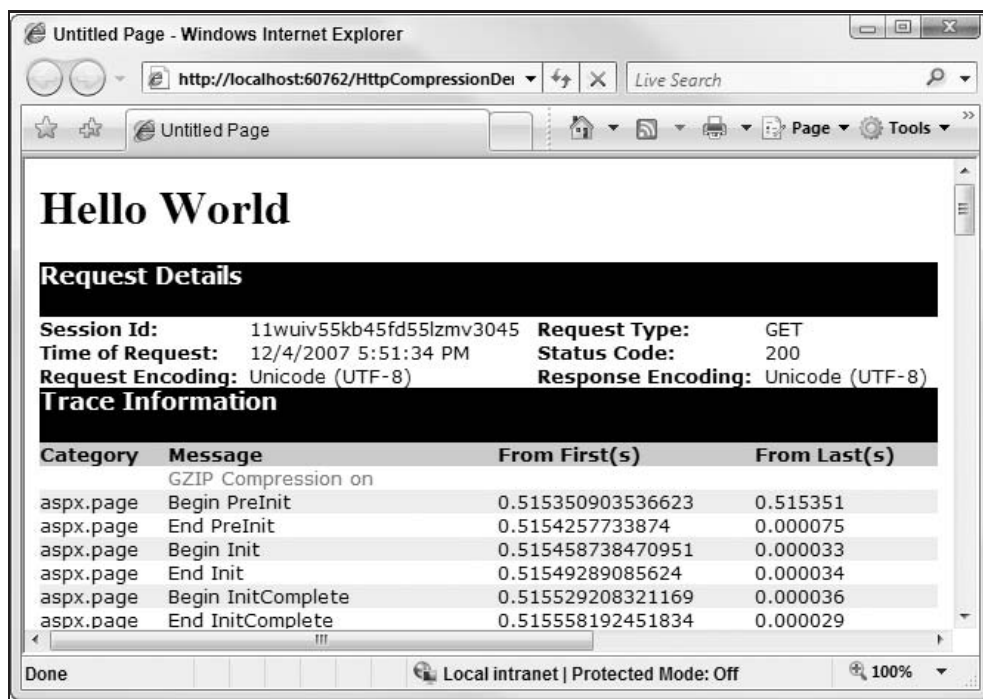 Untitled Page - Windows Internet Explorer
http://localhost:60762/HttpCompressionDe
Live Search
Untitled Page
Page
Tools
Hello World
Request Details
Session Id: 11wuiv55kb45fd55lzmv3045 Request Type: GET
Time of Request: 12/4/2007 5:51:34 PM Status Code: 200
Request Encoding: Unicode (UTF-8) Response Encoding: Unicode (UTF-8)
Trace Information
Category Message From First(s) From Last(s)
GZIP Compression on
aspx.page Begin PreInit 0.515350903536623 0.515351
aspx.page End PreInit 0.5154257733874 0.000075
aspx.page Begin Init 0.515458738470951 0.000033
aspx.page End Init 0.51549289085624 0.000034
aspx.page Begin InitComplete 0.515529208321169 0.000036
aspx.page End InitComplete 0.515558192451834 0.000029
Done
Local intranet | Protected Mode: Off
100%